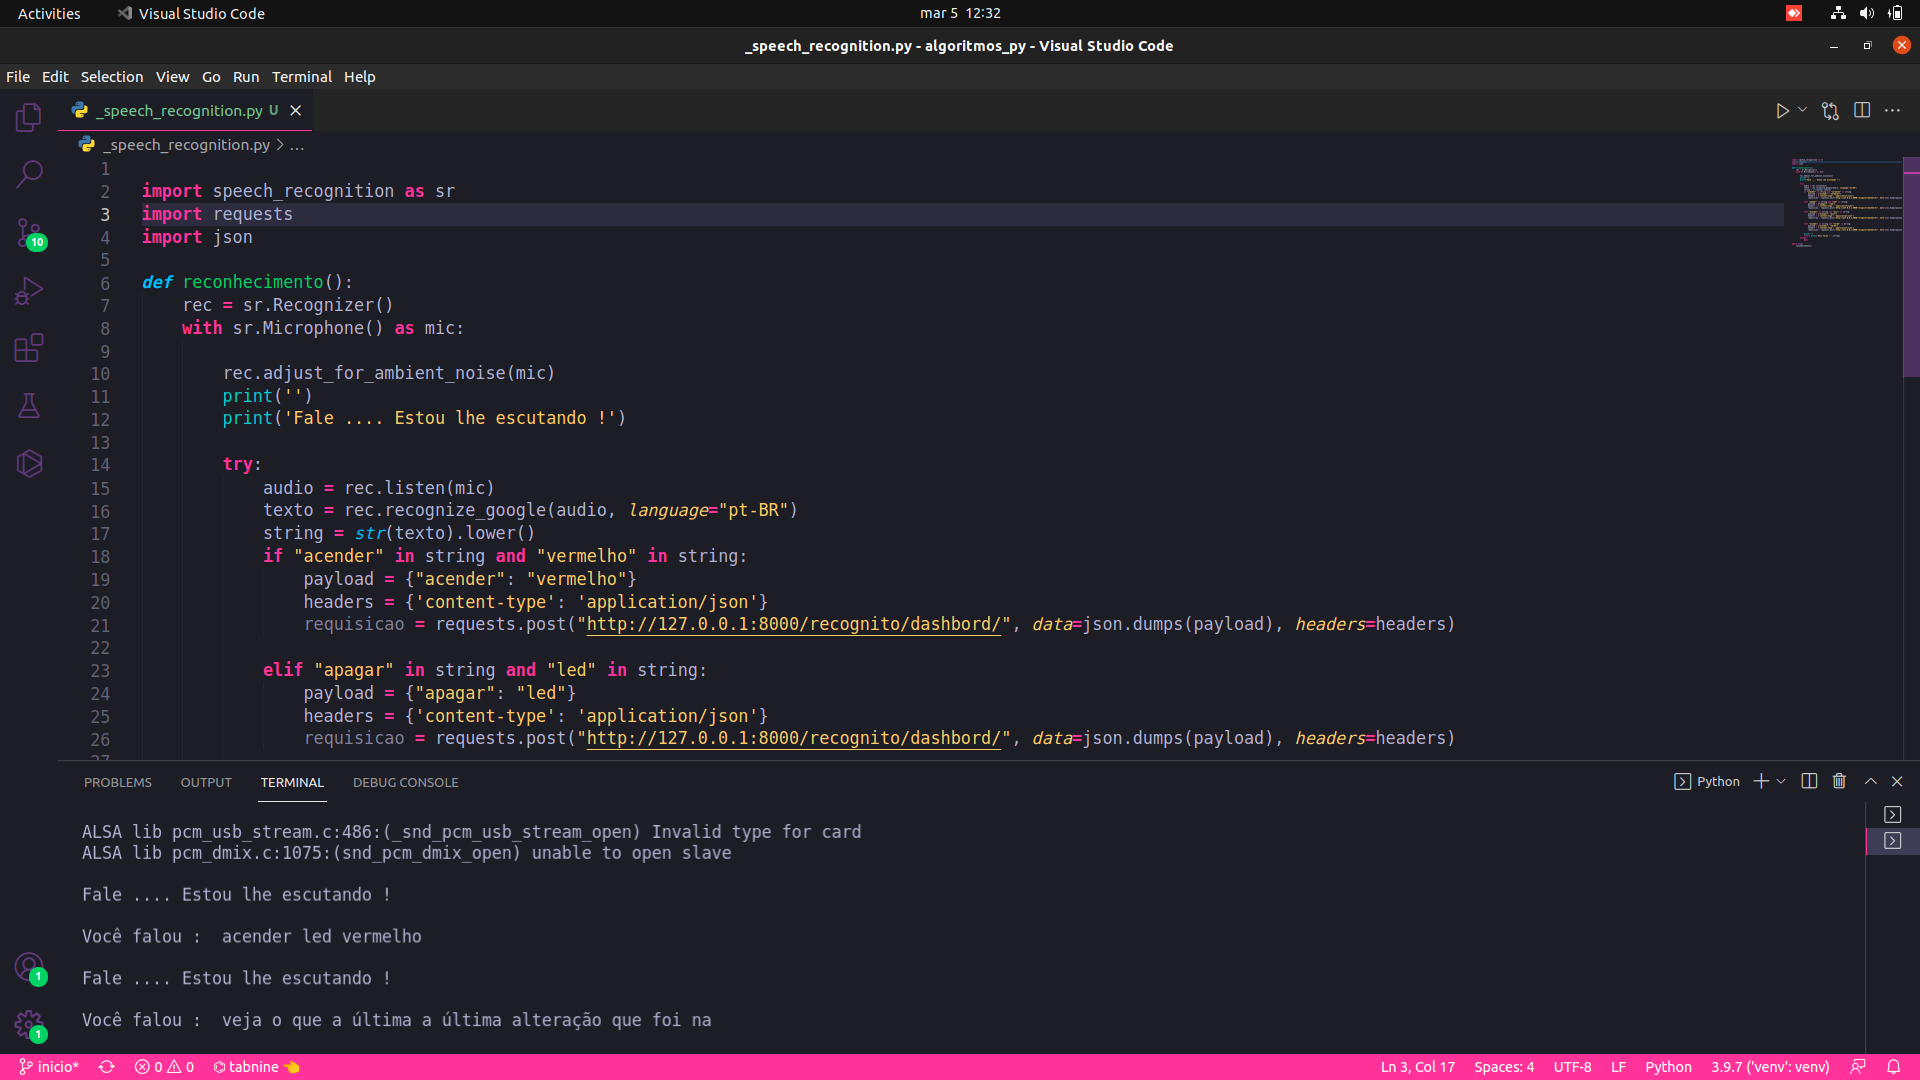 Activities
Visual Studio Code
mar 5 12:32
_speech_recognition.py - algoritmos_py - Visual Studio Code
File Edit Selection View Go Run Terminal Help
_speech_recognition.py U
_speech_recognition.py > ...
1
2 import speech_recognition as sr
3 import requests
4 import json
5
6 def reconhecimento():
7     rec = sr.Recognizer()
8     with sr.Microphone() as mic:
9
10         rec.adjust_for_ambient_noise(mic)
11         print('')
12         print('Fale .... Estou lhe escutando !')
13
14         try:
15             audio = rec.listen(mic)
16             texto = rec.recognize_google(audio, language="pt-BR")
17             string = str(texto).lower()
18             if "acender" in string and "vermelho" in string:
19                 payload = {"acender": "vermelho"}
20                 headers = {'content-type': 'application/json'}
21                 requisicao = requests.post("http://127.0.0.1:8000/recognito/dashbord/", data=json.dumps(payload), headers=headers)
22
23             elif "apagar" in string and "led" in string:
24                 payload = {"apagar": "led"}
25                 headers = {'content-type': 'application/json'}
26                 requisicao = requests.post("http://127.0.0.1:8000/recognito/dashbord/", data=json.dumps(payload), headers=headers)
27
10
PROBLEMS OUTPUT TERMINAL DEBUG CONSOLE
Python
ALSA lib pcm_usb_stream.c:486:(_snd_pcm_usb_stream_open) Invalid type for card
ALSA lib pcm_dmix.c:1075:(snd_pcm_dmix_open) unable to open slave
Fale .... Estou lhe escutando !
Você falou :  acender led vermelho
Fale .... Estou lhe escutando !
Você falou :  veja o que a última a última alteração que foi na
1
1
inicio* 0 0 tabnine Ln 3, Col 17 Spaces: 4 UTF-8 LF Python 3.9.7 ('venv': venv)